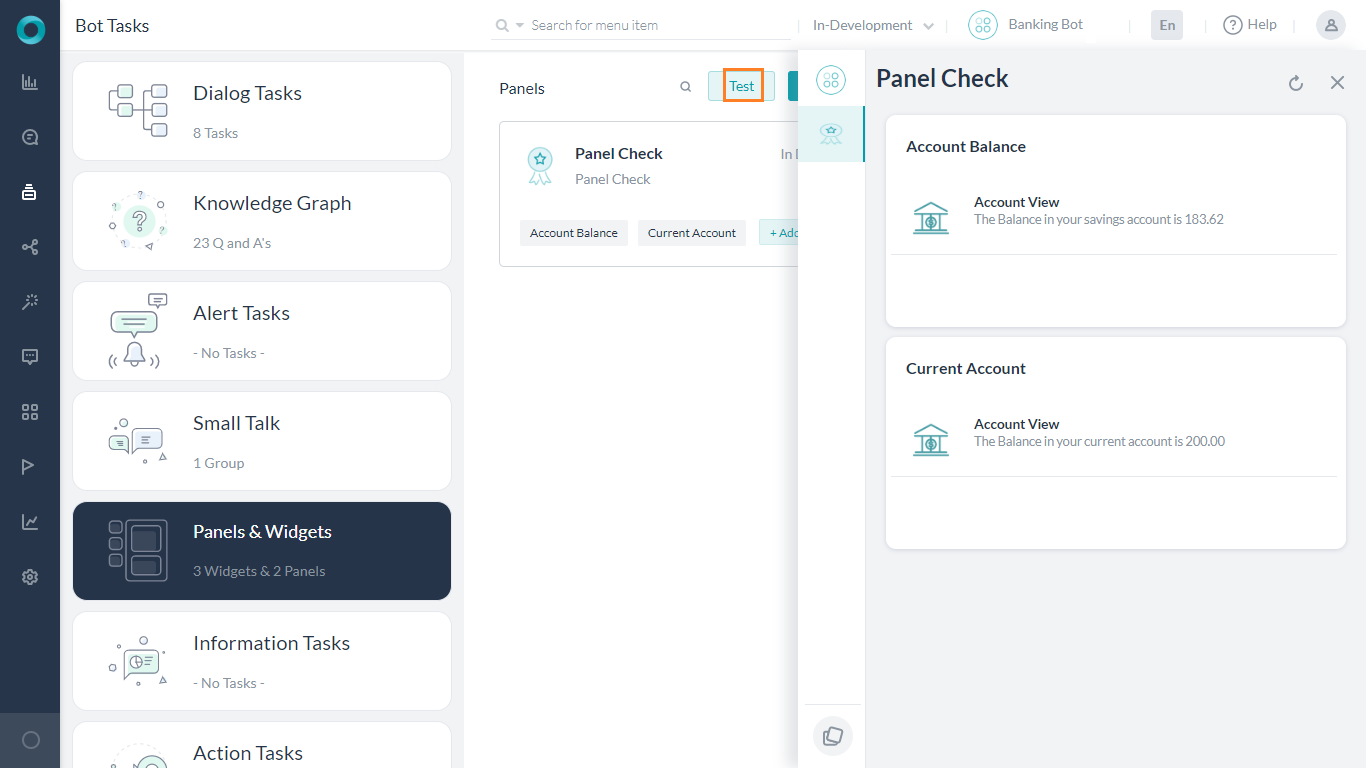 Bot Tasks
Search for menu item
In-Development
Banking Bot
En
Help
Dialog Tasks
8 Tasks
Knowledge Graph
23 Q and A's
Alert Tasks
- No Tasks -
Small Talk
1 Group
Panels & Widgets
3 Widgets & 2 Panels
Information Tasks
- No Tasks -
Action Tasks
Panels
Test
Panel Check
In
Panel Check
Account Balance
Current Account
+ Add
Panel Check
Account Balance
Account View
The Balance in your savings account is 183.62
Current Account
Account View
The Balance in your current account is 200.00